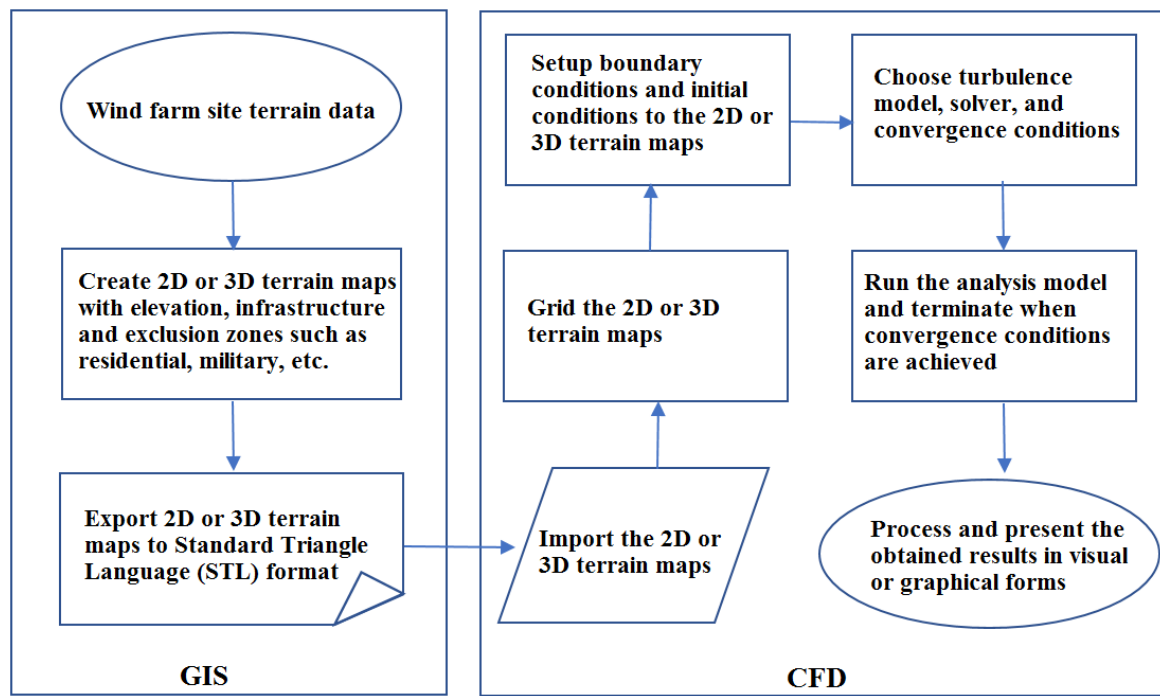 Wind farm site terrain data
Create 2D or 3D terrain maps
with elevation, infrastructure
and exclusion zones such as
residential, military, etc.
Export 2D or 3D terrain
maps to Standard Triangle
Language (STL) format
GIS
Import the 2D or
3D terrain maps
Grid the 2D or 3D
terrain maps
Setup boundary
conditions and initial
conditions to the 2D or
3D terrain maps
Choose turbulence
model, solver, and
convergence conditions
Run the analysis model
and terminate when
convergence conditions
are achieved
Process and present the
obtained results in visual
or graphical forms
CFD